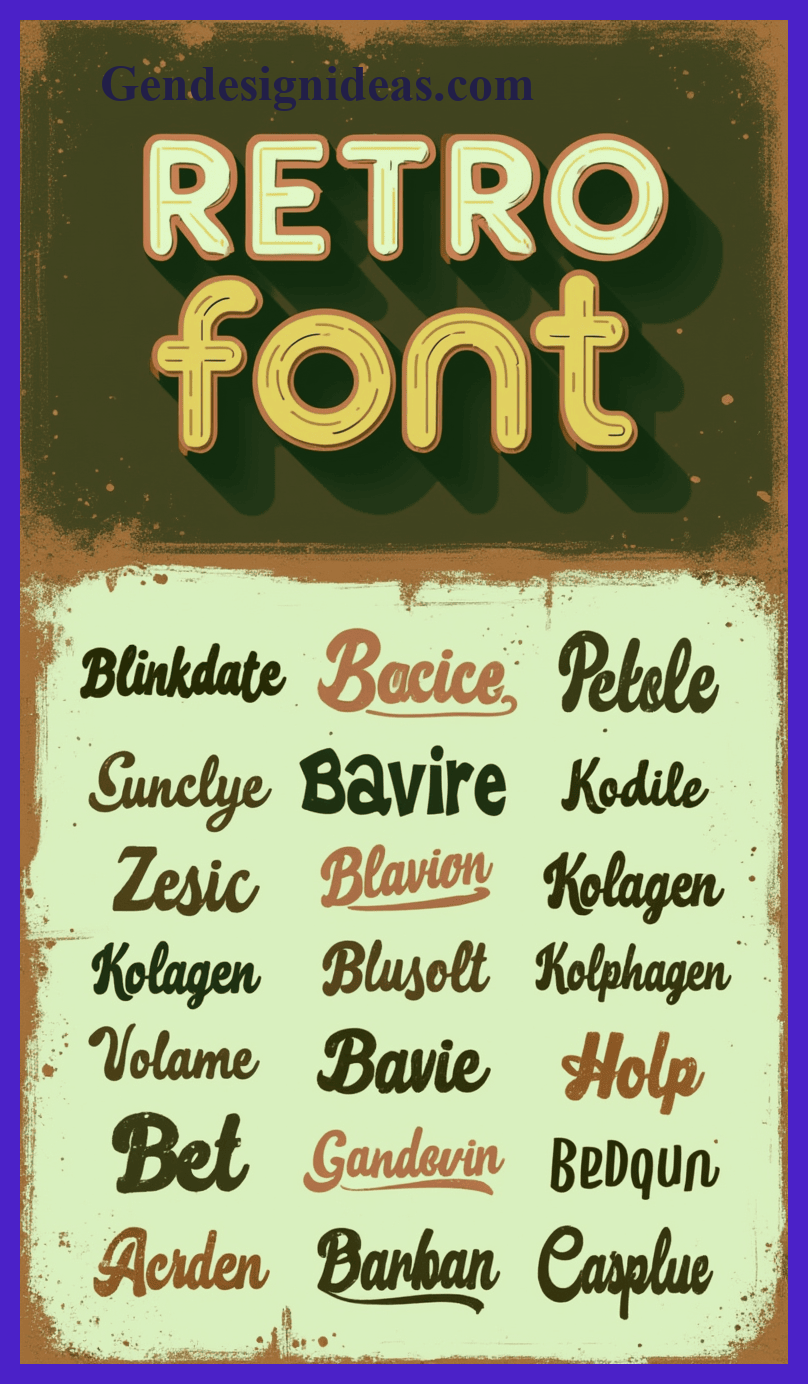 Gendesignideas.com
RETRO
font
Blinkdate Bacice Petole
Sunclye Bavire Kodile
Zesic Blavion Kolagen
Kolagen Blusolt Kolphagen
Volame Bavie Holp
Bet Gandovin BeDqun
Acrden Barban Casplue